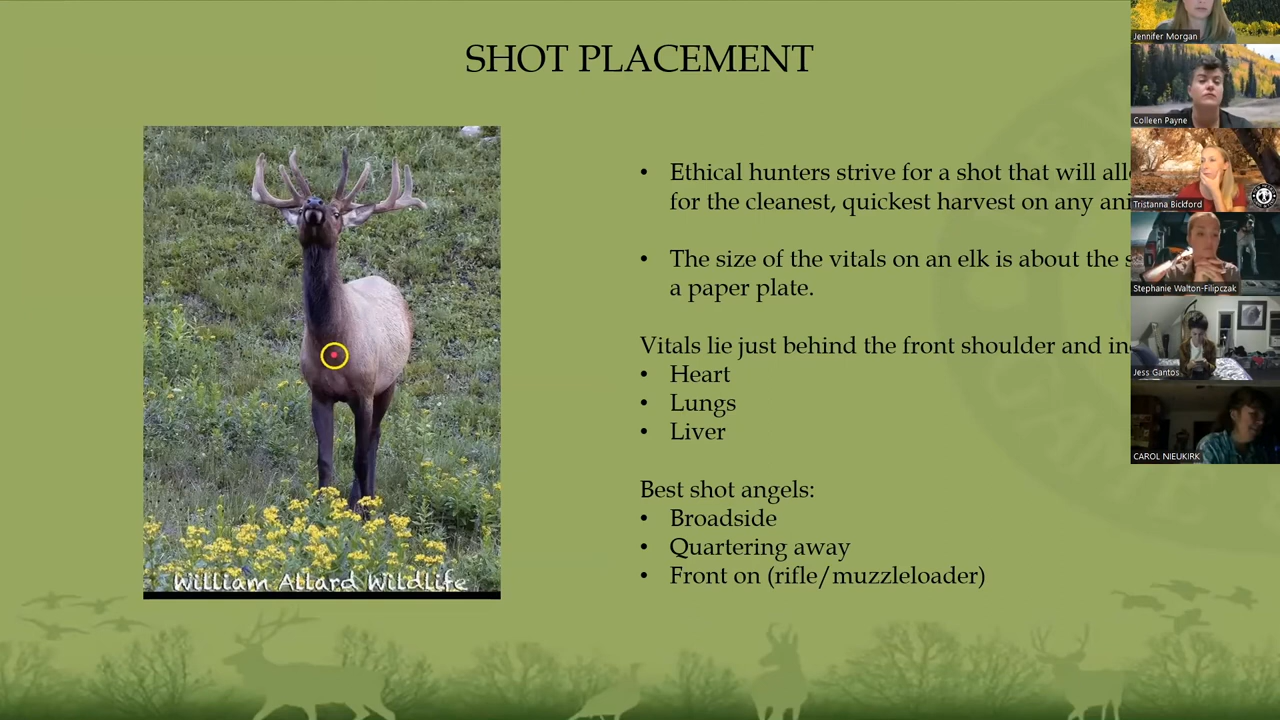 SHOT PLACEMENT
• Ethical hunters strive for a shot that will
for the cleanest, quickest harvest on any
• The size of the vitals on an elk is about the
a paper plate.
Vitals lie just behind the front shoulder and
• Heart
• Lungs
• Liver
Best shot angels:
• Broadside
• Quartering away
• Front on (rifle/muzzleloader)
William Allard Wildlife
Jennifer Morgan
Colleen Payne
Tristanna Bickford
Stephanie Walton-Filipczak
Jess Gantos
CAROL NIEUKIRK